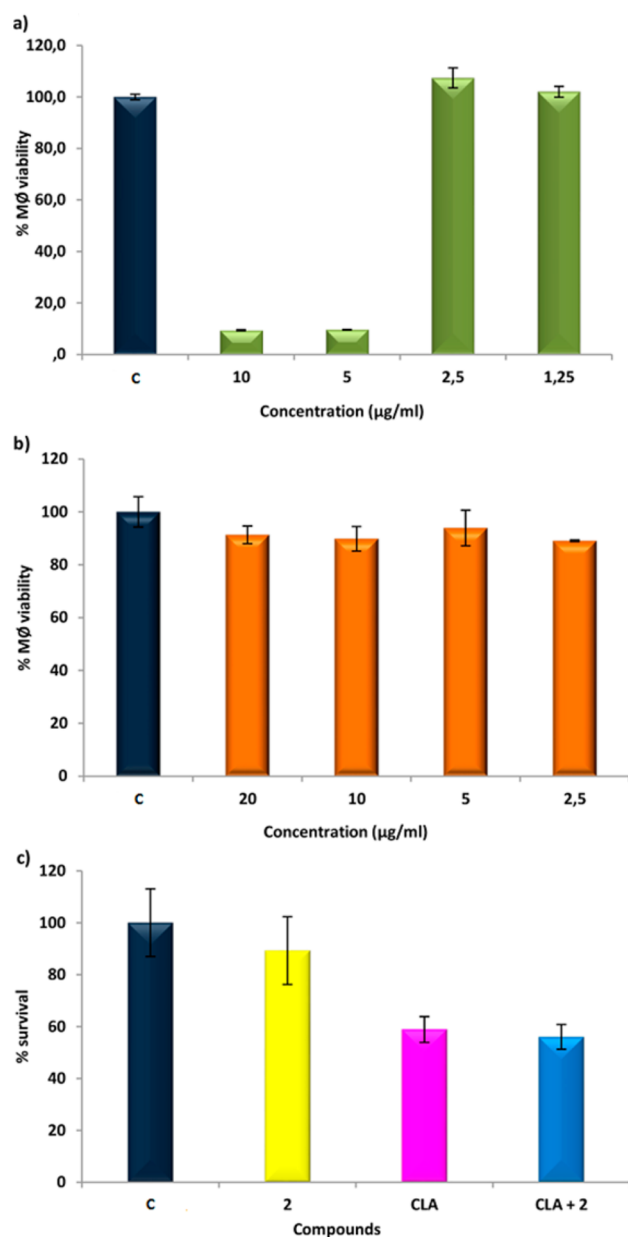 a)
120,0
100,0
80,0
60,0
40,0
20,0
,0
% MØ viability
C 10 5 2,5 1,25
Concentration (µg/ml)
b)
120
100
80
60
40
20
0
% MØ viability
C 20 10 5 2,5
Concentration (µg/ml)
c)
120
100
80
60
40
20
0
% survival
C 2 CLA CLA + 2
Compounds